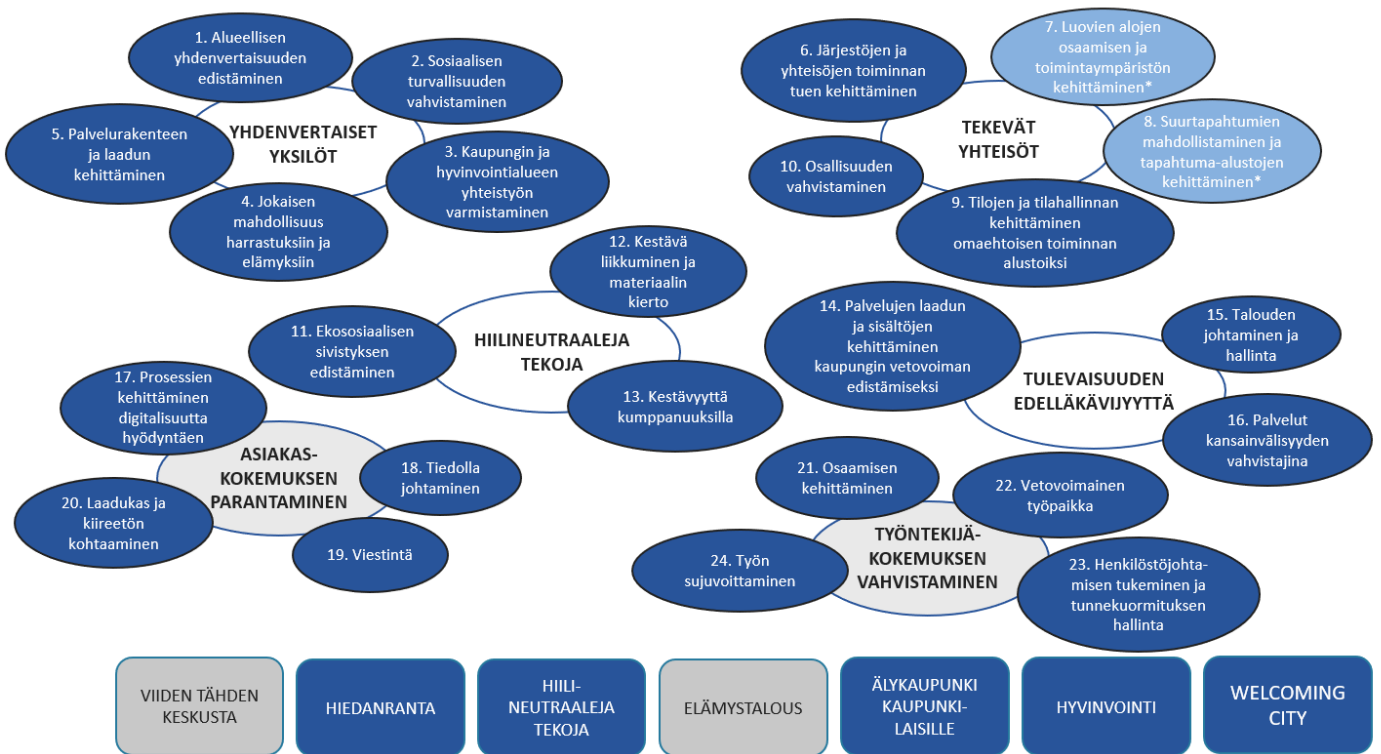 1. Alueellisen
yhdenvertaisuuden
edistäminen
2. Sosiaalisen
turvallisuuden
vahvistaminen
YHDENVERTAISET
YKSILÖT
5. Palvelurakenteen
ja laadun
kehittäminen
3. Kaupungin ja
hyvinvointialueen
yhteistyön
varmistaminen
4. Jokaisen
mahdollisuus
harrastuksiin ja
elämyksiin
6. Järjestöjen ja
yhteisöjen toiminnan
tuen kehittäminen
7. Luovien alojen
osaamisen ja
toimintaympäristön
kehittäminen*
TEKEVÄT
YHTEISÖT
8. Suurtapahtumien
mahdollistaminen ja
tapahtuma-alustojen
kehittäminen*
10. Osallisuuden
vahvistaminen
9. Tilojen ja tilahallinnan
kehittäminen
omaehtoisen toiminnan
alustoiksi
12. Kestävä
liikkuminen ja
materiaalin
kierto
11. Ekososiaalisen
sivistyksen
edistäminen
HIILINEUTRAALEJA
TEKOJA
13. Kestävyyttä
kumppanuuksilla
14. Palvelujen laadun
ja sisältöjen
kehittäminen
kaupungin vetovoiman
edistämiseksi
15. Talouden
johtaminen ja
hallinta
TULEVAISUUDEN
EDELLÄKÄVIJYYTTÄ
16. Palvelut
kansainvälisyyden
vahvistajina
17. Prosessien
kehittäminen
digitalisuutta
hyödyntäen
ASIAKAS-
KOKEMUKSEN
PARANTAMINEN
18. Tiedolla
johtaminen
20. Laadukas ja
kiireetön
kohtaaminen
19. Viestintä
21. Osaamisen
kehittäminen
22. Vetovoimainen
työpaikka
TYÖNTEKIJÄ-
KOKEMUKSEN
VAHVISTAMINEN
24. Työn
sujuvoittaminen
23. Henkilöstöjohta-
misen tukeminen ja
tunnekuormituksen
hallinta
VIIDEN TÄHDEN
KESKUSTA
HIEDANRANTA
HIILI-
NEUTRAALEJA
TEKOJA
ELÄMYSTALOUS
ÄLYKAUPUNKI
KAUPUNKI-
LAISILLE
HYVINVOINTI
WELCOMING
CITY